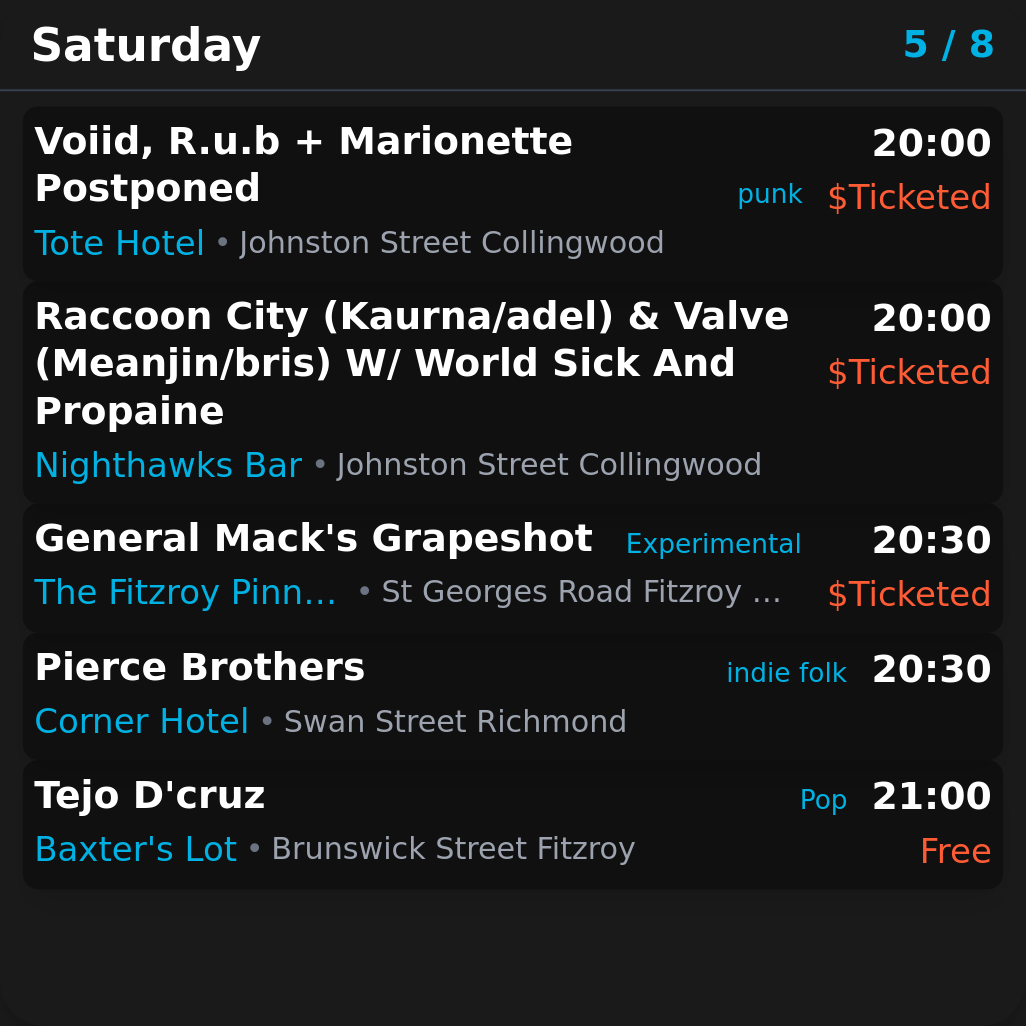 Saturday 5 / 8
Voiid, R.u.b + Marionette 20:00
Postponed punk $Ticketed
Tote Hotel • Johnston Street Collingwood
Raccoon City (Kaurna/adel) & Valve 20:00
(Meanjin/bris) W/ World Sick And $Ticketed
Propaine
Nighthawks Bar • Johnston Street Collingwood
General Mack's Grapeshot Experimental 20:30
The Fitzroy Pinn... • St Georges Road Fitzroy ... $Ticketed
Pierce Brothers indie folk 20:30
Corner Hotel • Swan Street Richmond
Tejo D'cruz Pop 21:00
Baxter's Lot • Brunswick Street Fitzroy Free